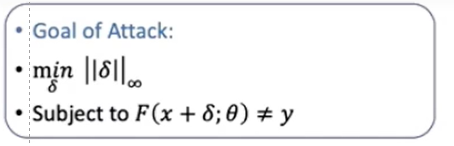 • Goal of Attack:
• min ||δ||∞
δ
• Subject to F(x + δ; θ) ≠ y